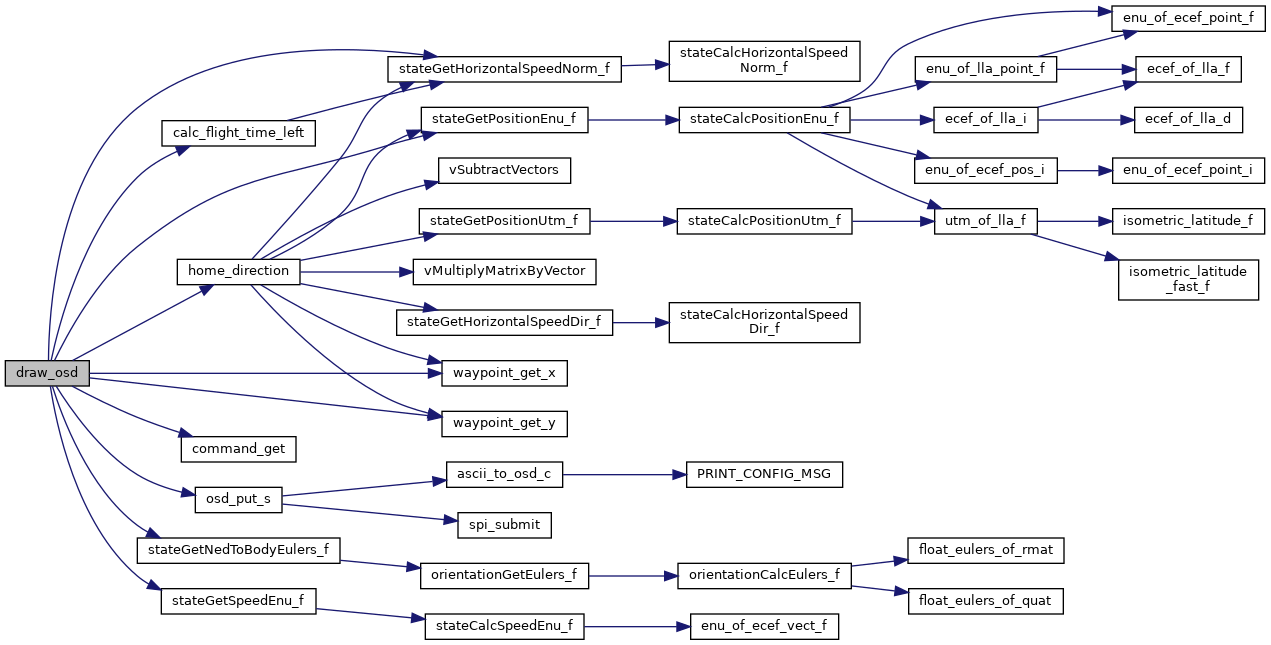 enu_of_ecef_point_f
stateCalcHorizontalSpeed
Norm_f
stateGetHorizontalSpeedNorm_f
enu_of_lla_point_f
ecef_of_lla_f
calc_flight_time_left
stateGetPositionEnu_f
stateCalcPositionEnu_f
ecef_of_lla_i
ecef_of_lla_d
vSubtractVectors
enu_of_ecef_pos_i
enu_of_ecef_point_i
stateGetPositionUtm_f
stateCalcPositionUtm_f
utm_of_lla_f
isometric_latitude_f
home_direction
vMultiplyMatrixByVector
isometric_latitude
_fast_f
stateGetHorizontalSpeedDir_f
stateCalcHorizontalSpeed
Dir_f
draw_osd
waypoint_get_x
waypoint_get_y
command_get
ascii_to_osd_c
PRINT_CONFIG_MSG
osd_put_s
spi_submit
stateGetNedToBodyEulers_f
float_eulers_of_rmat
orientationGetEulers_f
orientationCalcEulers_f
stateGetSpeedEnu_f
float_eulers_of_quat
stateCalcSpeedEnu_f
enu_of_ecef_vect_f